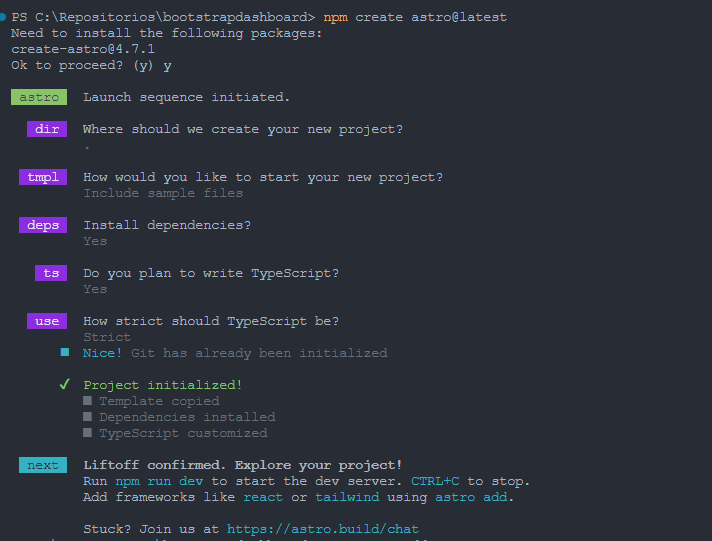 PS C:\Repositorios\bootstrapdashboard> npm create astro@latest
Need to install the following packages:
create-astro@4.7.1
Ok to proceed? (y) y
astro Launch sequence initiated.
dir Where should we create your new project?
.
tmpl How would you like to start your new project?
Include sample files
deps Install dependencies?
Yes
ts Do you plan to write TypeScript?
Yes
use How strict should TypeScript be?
Strict
Nice! Git has already been initialized
✓ Project initialized!
Template copied
Dependencies installed
TypeScript customized
next Liftoff confirmed. Explore your project!
Run npm run dev to start the dev server. CTRL+C to stop.
Add frameworks like react or tailwind using astro add.
Stuck? Join us at https://astro.build/chat